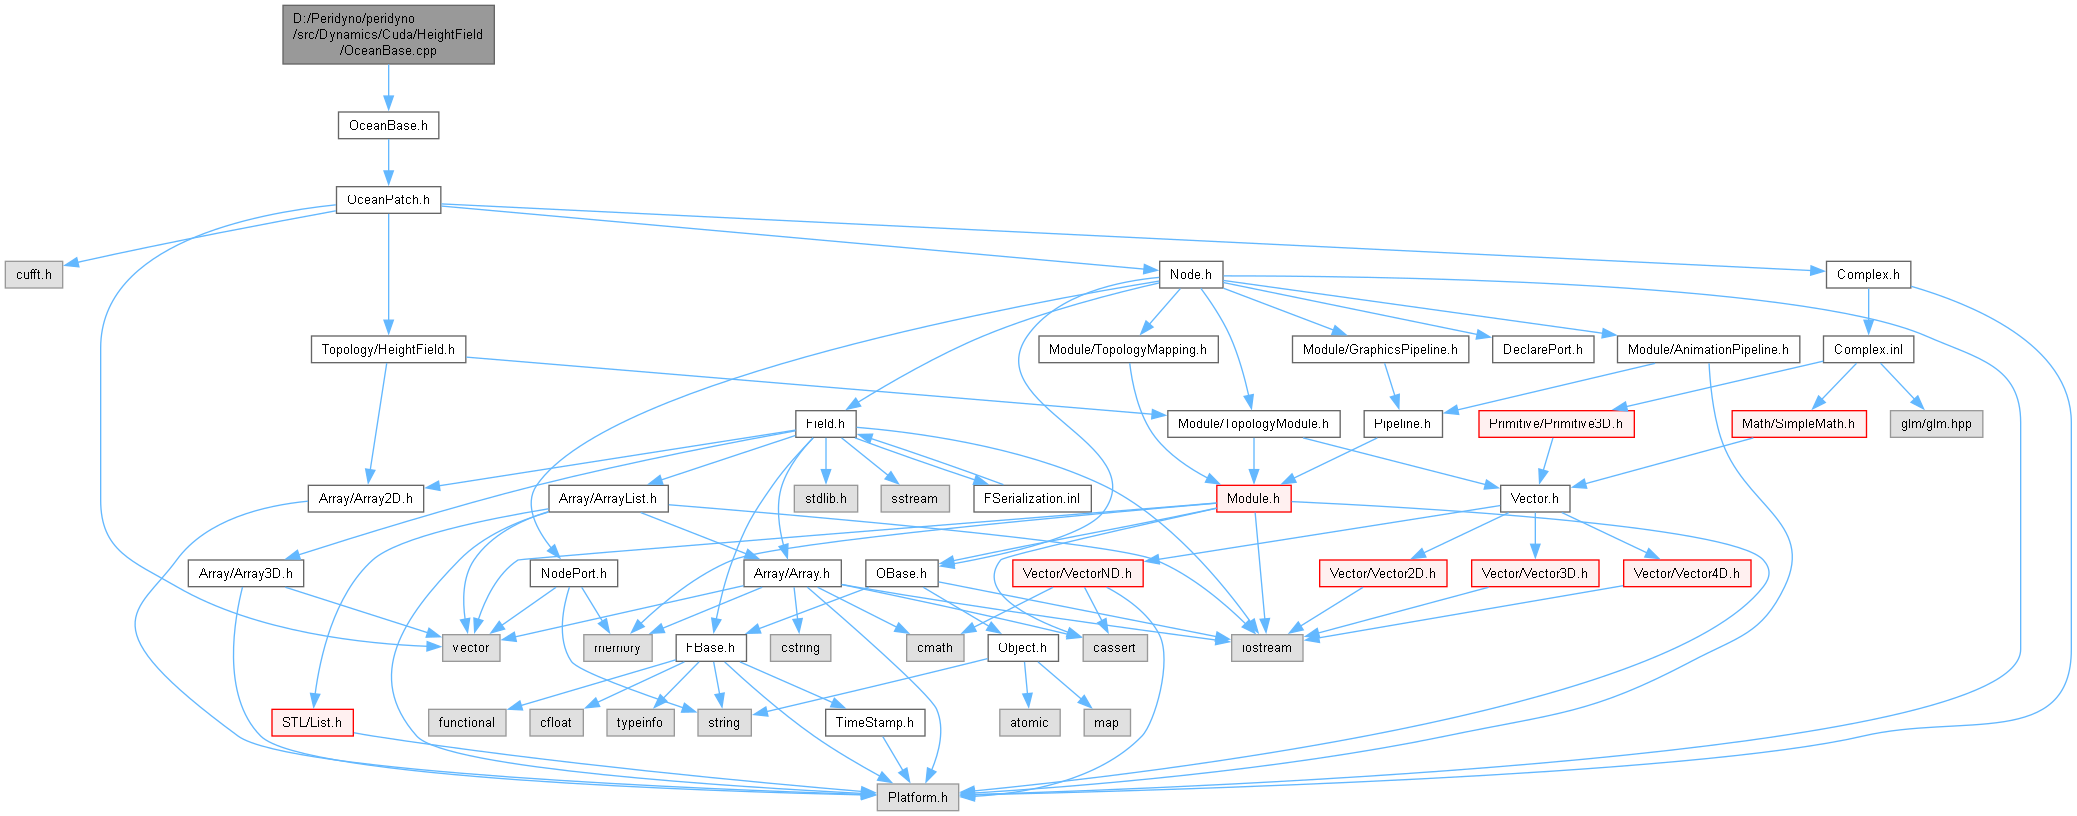 D:/Peridyno/peridyno
/src/Dynamics/Cuda/HeightField
/OceanBase.cpp
OceanBase.h
OceanPatch.h
cufft.h
Node.h
Complex.h
Topology/HeightField.h
Module/TopologyMapping.h
Module/GraphicsPipeline.h
DeclarePort.h
Module/AnimationPipeline.h
Complex.inl
Field.h
Module/TopologyModule.h
Pipeline.h
Primitive/Primitive3D.h
Math/SimpleMath.h
glm/glm.hpp
Array/Array2D.h
Array/ArrayList.h
stdlib.h
sstream
FSerialization.inl
Module.h
Vector.h
Array/Array3D.h
NodePort.h
Array/Array.h
OBase.h
Vector/VectorND.h
Vector/Vector2D.h
Vector/Vector3D.h
Vector/Vector4D.h
vector
memory
FBase.h
cstring
cmath
Object.h
cassert
iostream
STL/List.h
functional
cfloat
typeinfo
string
TimeStamp.h
atomic
map
Platform.h